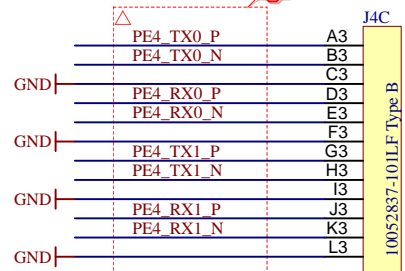 J4C
PE4_TX0_P A3
PE4_TX0_N B3
GND C3
PE4_RX0_P D3
PE4_RX0_N E3
GND F3
PE4_TX1_P G3
PE4_TX1_N H3
GND I3
PE4_RX1_P J3
PE4_RX1_N K3
GND L3
10052837-101LF Type B